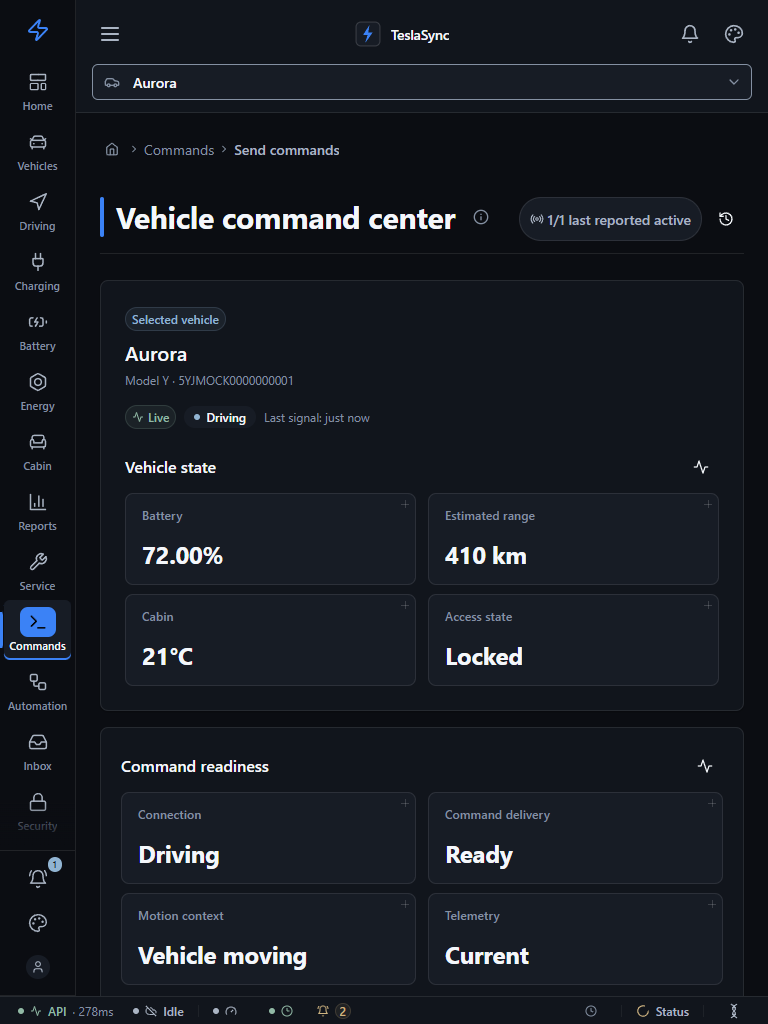 TeslaSync
Aurora
Home
Vehicles
Driving
Charging
Battery
Energy
Cabin
Reports
Service
Commands
Automation
Inbox
Security
1
Commands
Send commands
Vehicle command center
1/1 last reported active
Selected vehicle
Aurora
Model Y · 5YJMOCK0000000001
Live
Driving
Last signal: just now
Vehicle state
Battery
72.00%
Estimated range
410 km
Cabin
21°C
Access state
Locked
Command readiness
Connection
Driving
Command delivery
Ready
Motion context
Vehicle moving
Telemetry
Current
API · 278ms
Idle
2
Status